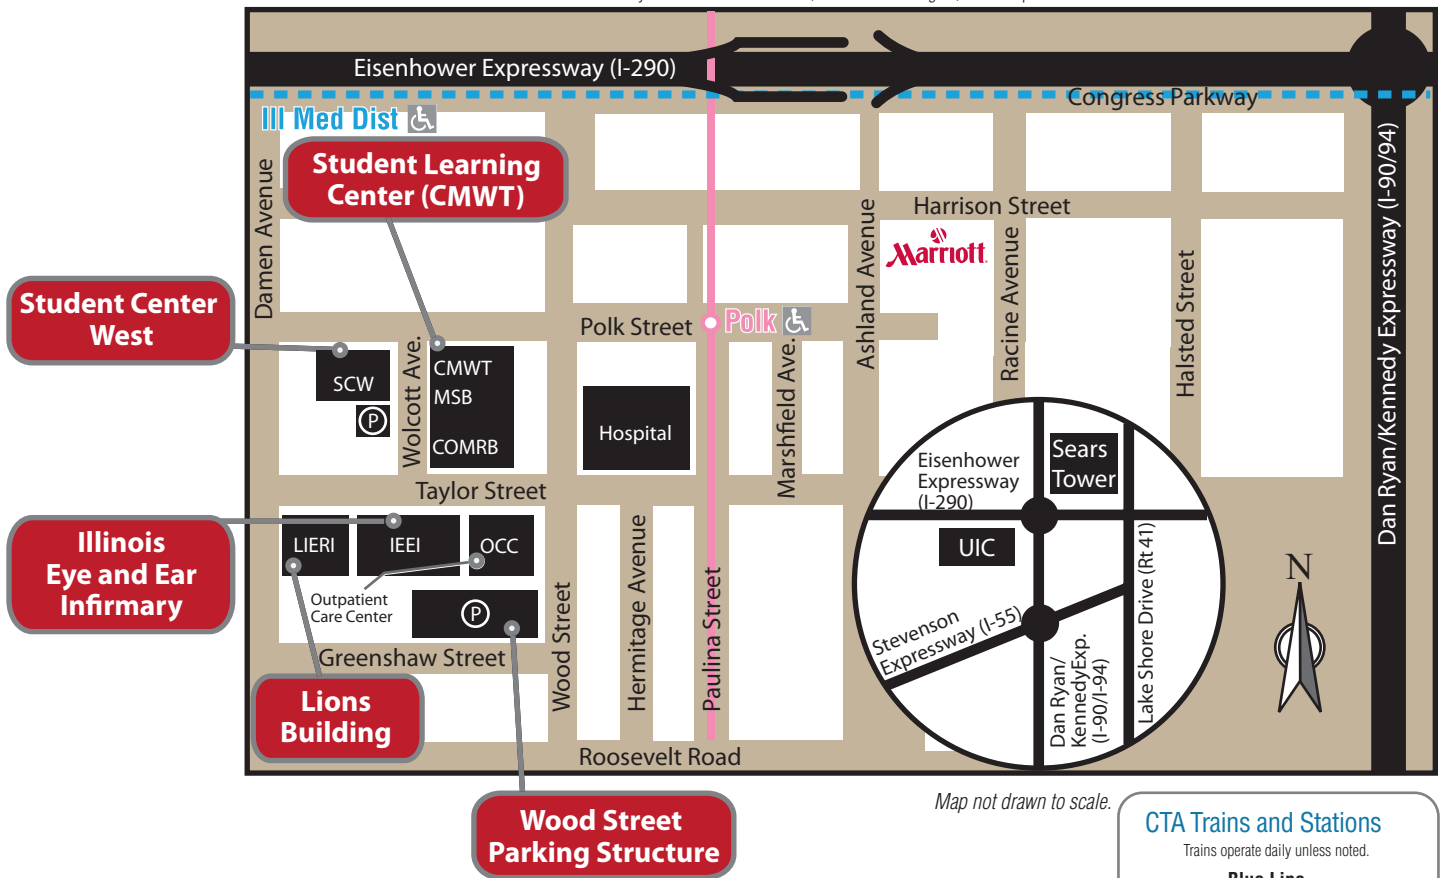 Eisenhower Expressway (I-290)
Congress Parkway
Ill Med Dist
Student Learning
Center (CMWT)
Damen Avenue
Harrison Street
Marriott
Student Center
West
Polk Street
Polk
Ashland Avenue
Racine Avenue
Halsted Street
Dan Ryan/Kennedy Expressway (I-90/94)
SCW
P
Wolcott Ave.
CMWT
MSB
COMRB
Hospital
Marshfield Ave.
Taylor Street
Eisenhower
Expressway
(I-290)
Sears
Tower
UIC
Stevenson
Expressway (I-55)
Dan Ryan/
KennedyExp.
(I-90/I-94)
Lake Shore Drive (Rt 41)
N
Illinois
Eye and Ear
Infirmary
LIERI
IEEI
OCC
Outpatient
Care Center
P
Wood Street
Hermitage Avenue
Paulina Street
Greenshaw Street
Lions
Building
Roosevelt Road
Wood Street
Parking Structure
Map not drawn to scale.
CTA Trains and Stations
Trains operate daily unless noted.
Blue Line